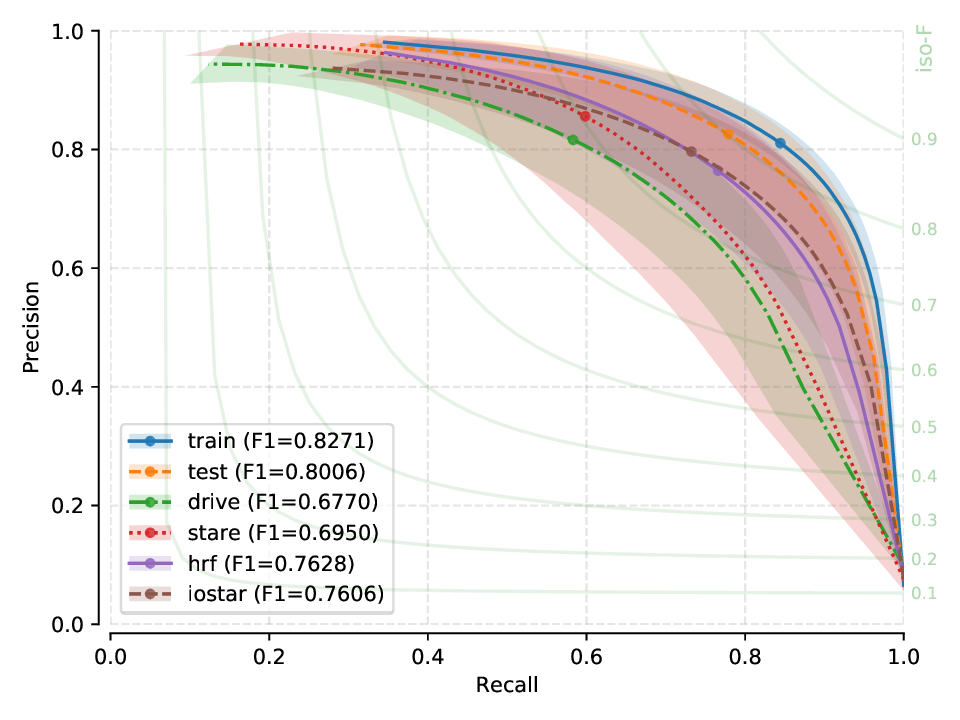 iso-F
1.0
0.8
0.6
0.4
0.2
0.0
Precision
0.9
0.8
0.7
0.6
0.5
0.4
0.3
0.2
0.1
train (F1=0.8271)
test (F1=0.8006)
drive (F1=0.6770)
stare (F1=0.6950)
hrf (F1=0.7628)
iostar (F1=0.7606)
0.0 0.2 0.4 0.6 0.8 1.0
Recall